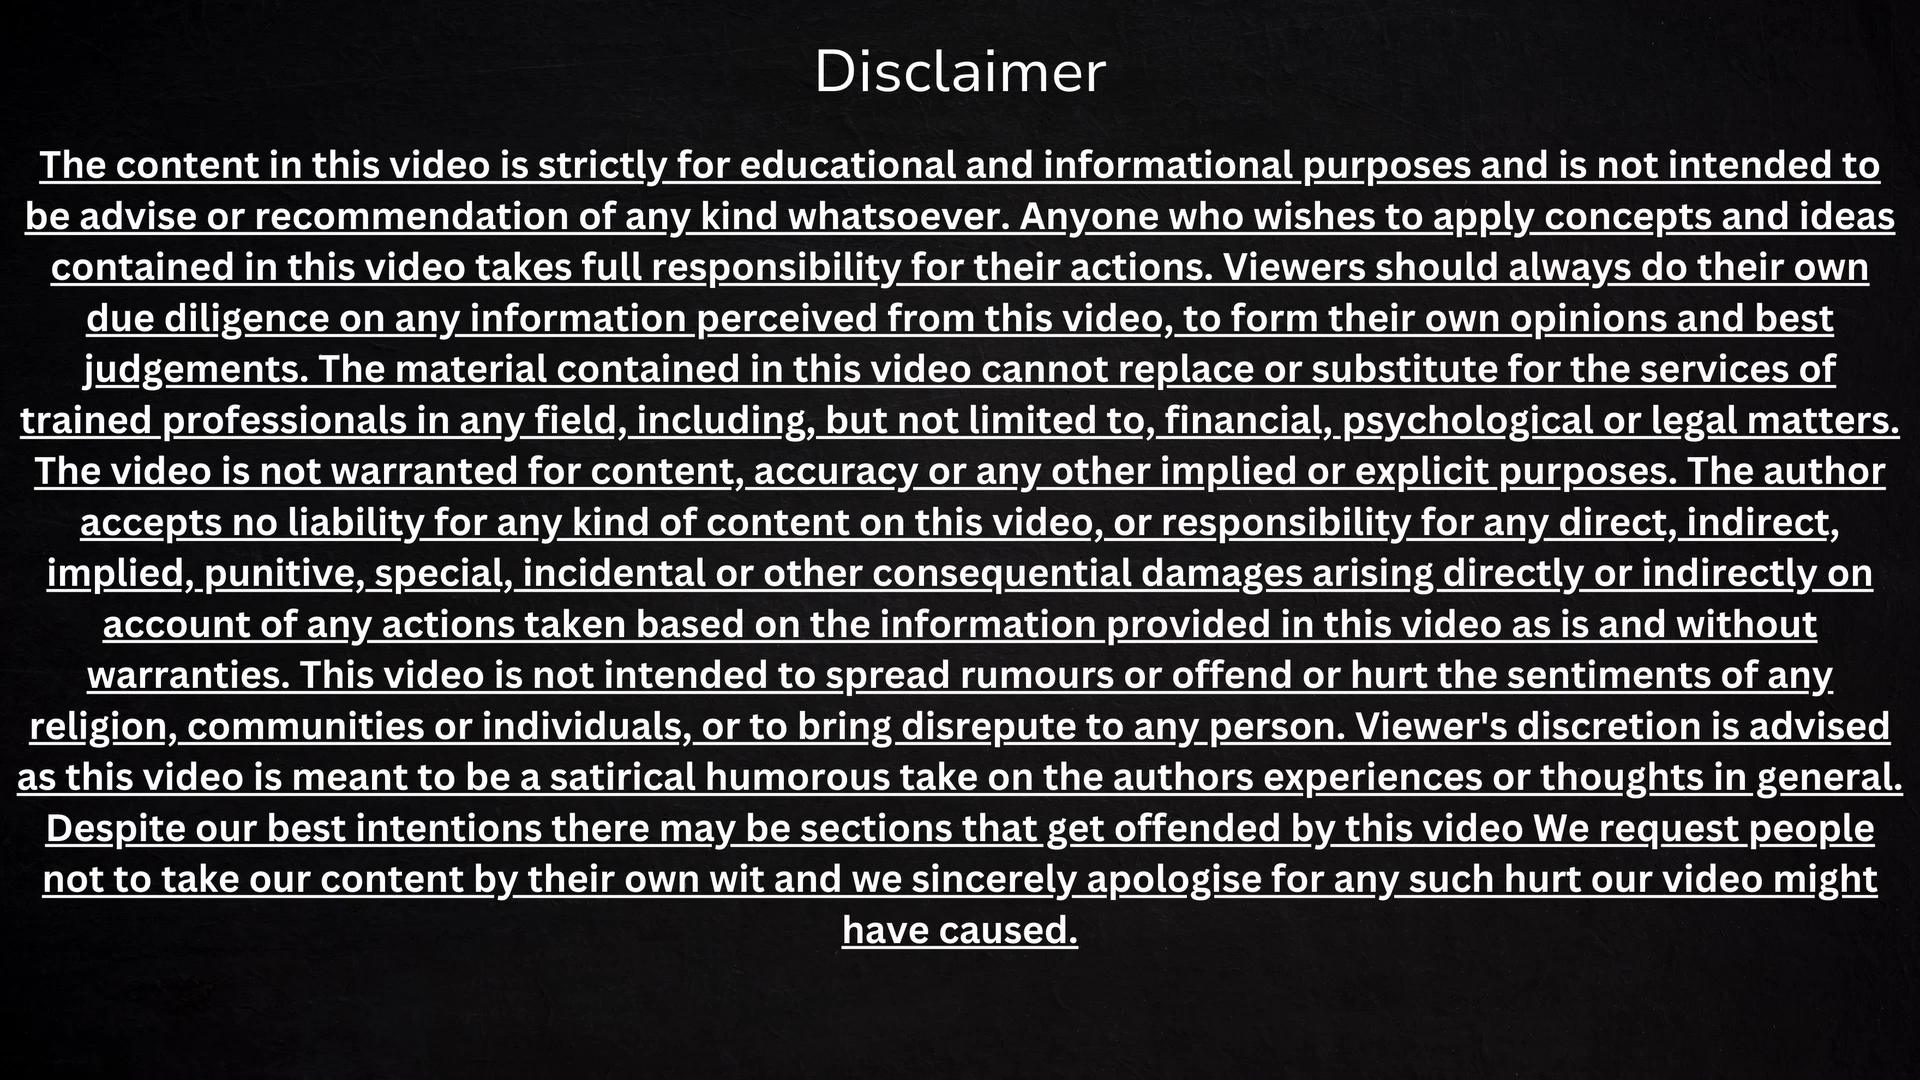 Disclaimer
The content in this video is strictly for educational and informational purposes and is not intended to
be advise or recommendation of any kind whatsoever. Anyone who wishes to apply concepts and ideas
contained in this video takes full responsibility for their actions. Viewers should always do their own
due diligence on any information perceived from this video, to form their own opinions and best
judgements. The material contained in this video cannot replace or substitute for the services of
trained professionals in any field, including, but not limited to, financial, psychological or legal matters.
The video is not warranted for content, accuracy or any other implied or explicit purposes. The author
accepts no liability for any kind of content on this video, or responsibility for any direct, indirect,
implied, punitive, special, incidental or other consequential damages arising directly or indirectly on
account of any actions taken based on the information provided in this video as is and without
warranties. This video is not intended to spread rumours or offend or hurt the sentiments of any
religion, communities or individuals, or to bring disrepute to any person. Viewer's discretion is advised
as this video is meant to be a satirical humorous take on the authors experiences or thoughts in general.
Despite our best intentions there may be sections that get offended by this video We request people
not to take our content by their own wit and we sincerely apologise for any such hurt our video might
have caused.